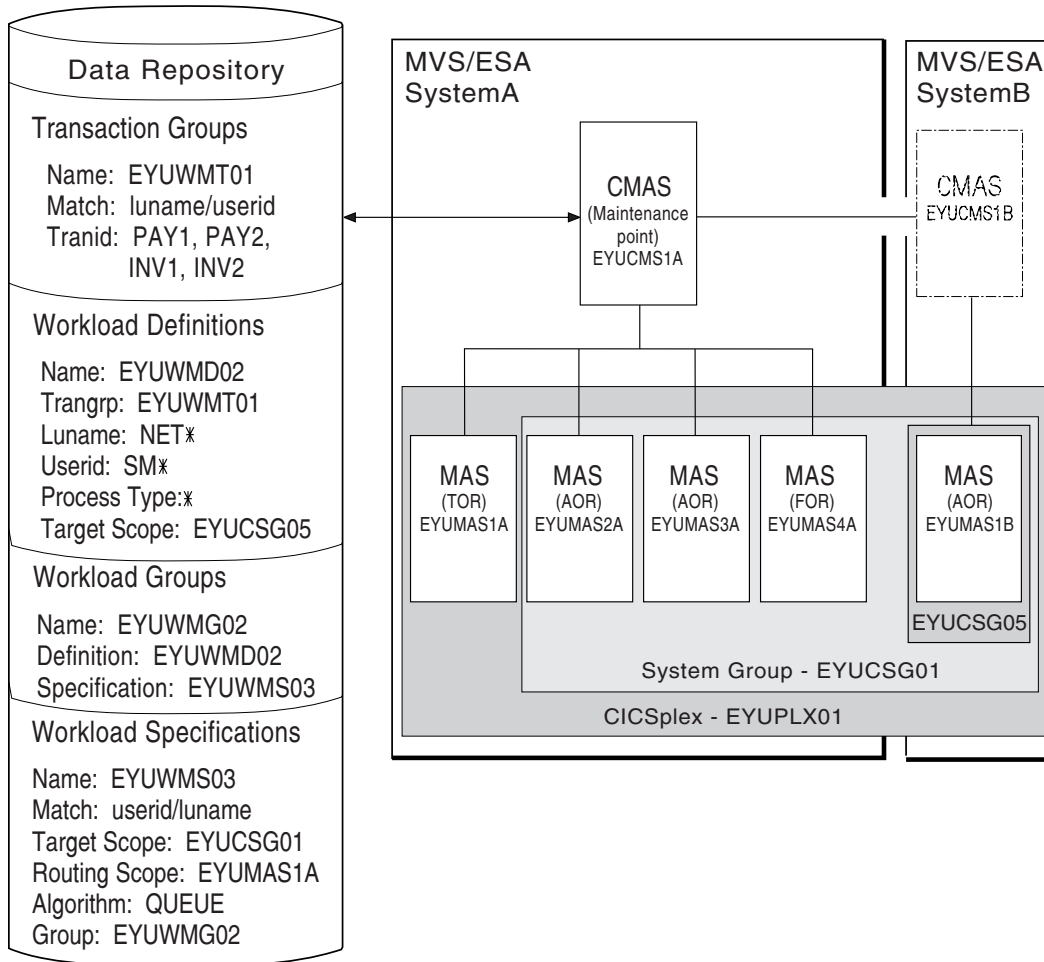 Data Repository
Transaction Groups
Name: EYUWMT01
Match: luname/userid
Tranid: PAY1, PAY2,
INV1, INV2
Workload Definitions
Name: EYUWMD02
Trangrp: EYUWMT01
Luname: NET*
Userid: SM*
Process Type:*
Target Scope: EYUCSG05
Workload Groups
Name: EYUWMG02
Definition: EYUWMD02
Specification: EYUWMS03
Workload Specifications
Name: EYUWMS03
Match: userid/luname
Target Scope: EYUCSG01
Routing Scope: EYUMAS1A
Algorithm: QUEUE
Group: EYUWMG02
MVS/ESA
SystemA
CMAS
(Maintenance
point)
EYUCMS1A
MVS/ESA
SystemB
CMAS
EYUCMS1B
MAS
(TOR)
EYUMAS1A
MAS
(AOR)
EYUMAS2A
MAS
(AOR)
EYUMAS3A
MAS
(FOR)
EYUMAS4A
MAS
(AOR)
EYUMAS1B
EYUCSG05
System Group - EYUCSG01
CICSplex - EYUPLX01